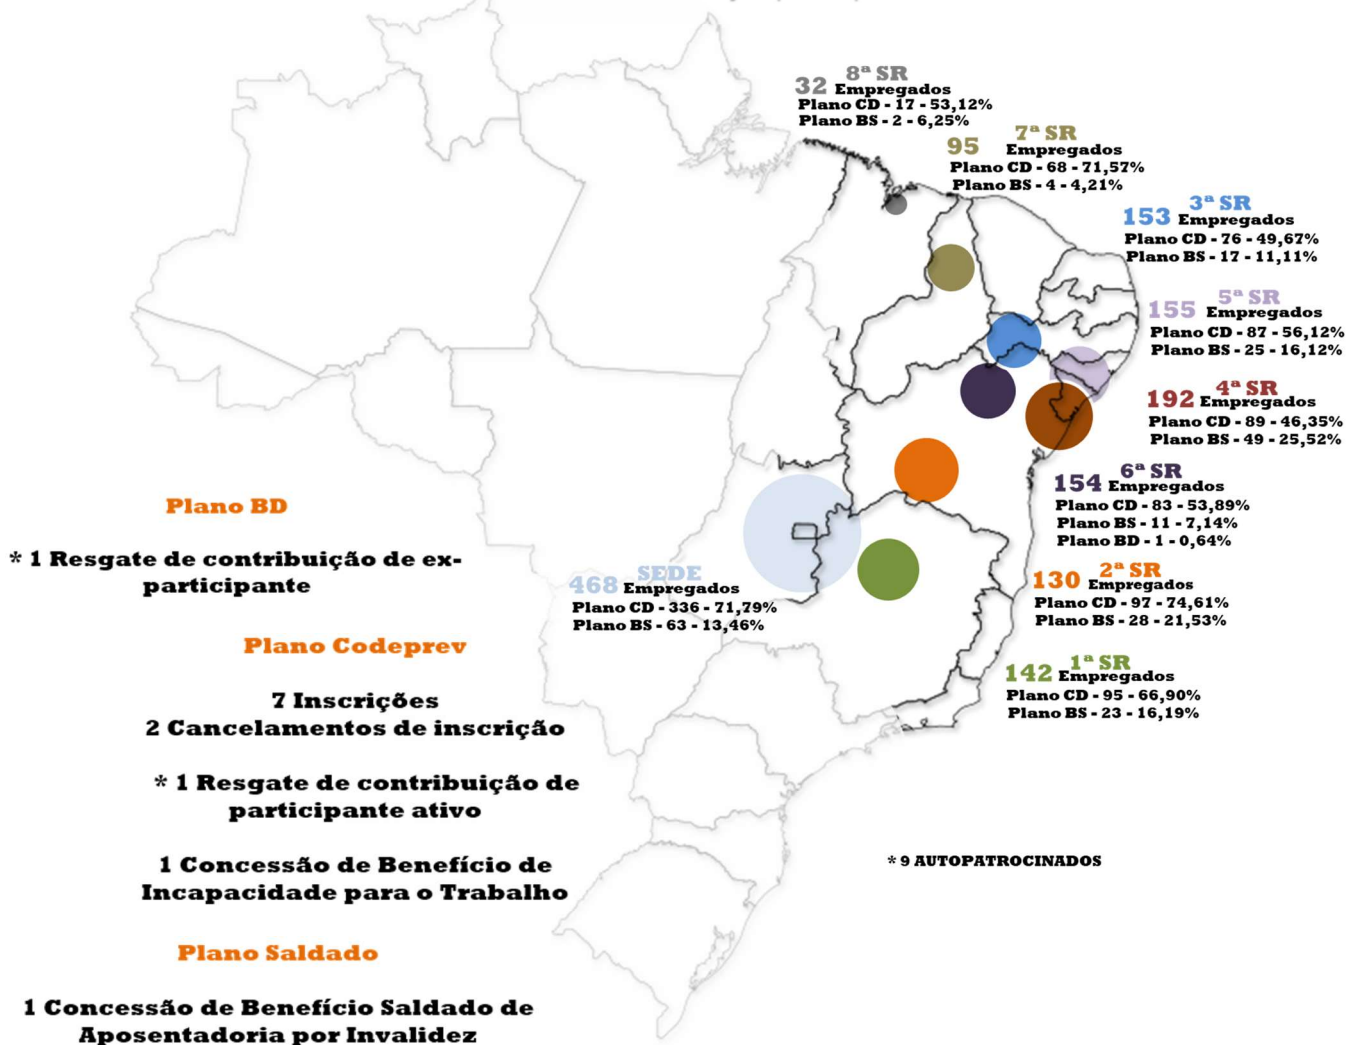 8ª SR
32 Empregados
Plano CD - 17 - 53,12%
Plano BS - 2 - 6,25%
7ª SR
95 Empregados
Plano CD - 68 - 71,57%
Plano BS - 4 - 4,21%
3ª SR
153 Empregados
Plano CD - 76 - 49,67%
Plano BS - 17 - 11,11%
5ª SR
155 Empregados
Plano CD - 87 - 56,12%
Plano BS - 25 - 16,12%
4ª SR
192 Empregados
Plano CD - 89 - 46,35%
Plano BS - 49 - 25,52%
6ª SR
154 Empregados
Plano CD - 83 - 53,89%
Plano BS - 11 - 7,14%
Plano BD - 1 - 0,64%
2ª SR
130 Empregados
Plano CD - 97 - 74,61%
Plano BS - 28 - 21,53%
1ª SR
142 Empregados
Plano CD - 95 - 66,90%
Plano BS - 23 - 16,19%
SEDE
468 Empregados
Plano CD - 336 - 71,79%
Plano BS - 63 - 13,46%
Plano BD
* 1 Resgate de contribuição de ex-
participante
Plano Codeprev
7 Inscrições
2 Cancelamentos de inscrição
* 1 Resgate de contribuição de
participante ativo
1 Concessão de Benefício de
Incapacidade para o Trabalho
Plano Saldado
1 Concessão de Benefício Saldado de
Aposentadoria por Invalidez
* 9 AUTOPATROCINADOS